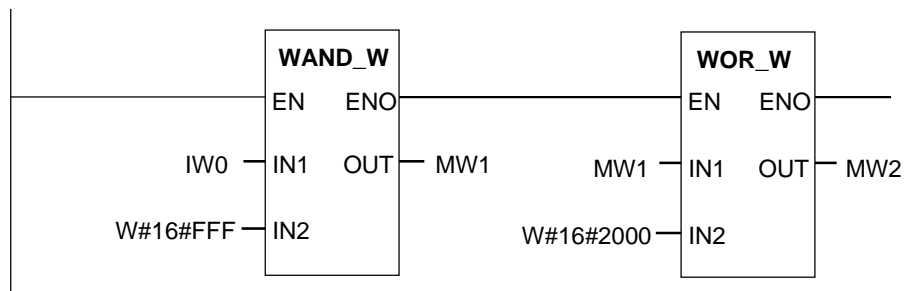 WAND_W WOR_W
EN ENO EN ENO
IW0 IN1 OUT MW1 MW1 IN1 OUT MW2
W#16#FFF IN2 W#16#2000 IN2